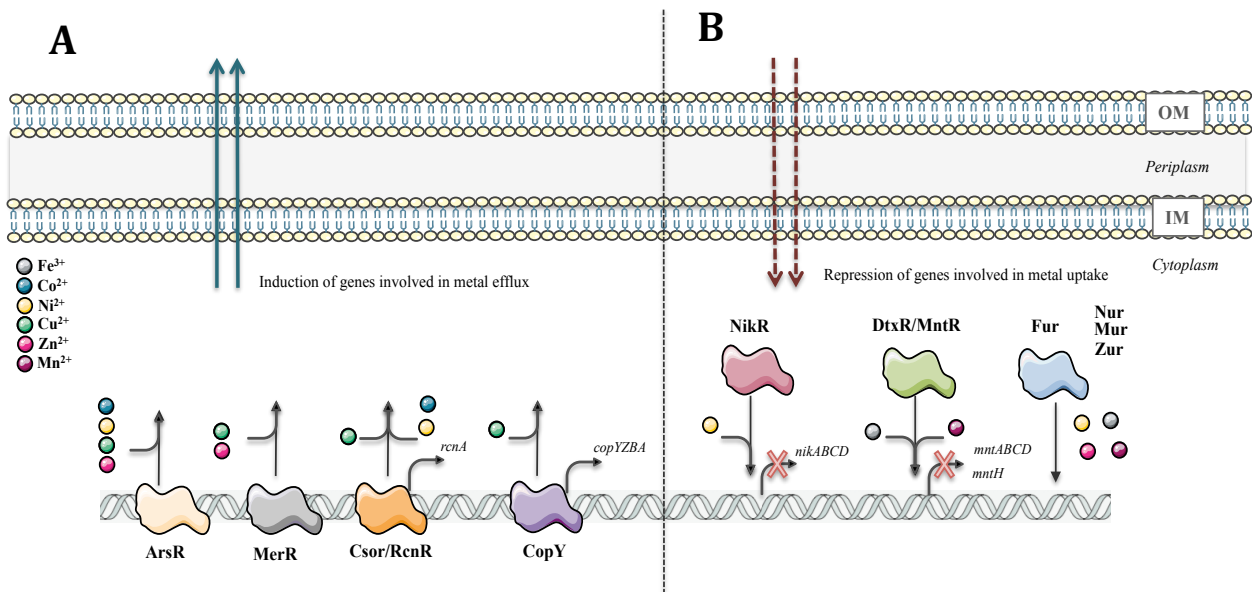 A
B
OM
Periplasm
IM
Cytoplasm
Induction of genes involved in metal efflux
Repression of genes involved in metal uptake
Fe³⁺
Co²⁺
Ni²⁺
Cu²⁺
Zn²⁺
Mn²⁺
NikR
DtxR/MntR
Fur
Nur
Mur
Zur
rcnA
copYZBA
nikABCD
mntABCD
mntH
ArsR
MerR
Csor/RcnR
CopY